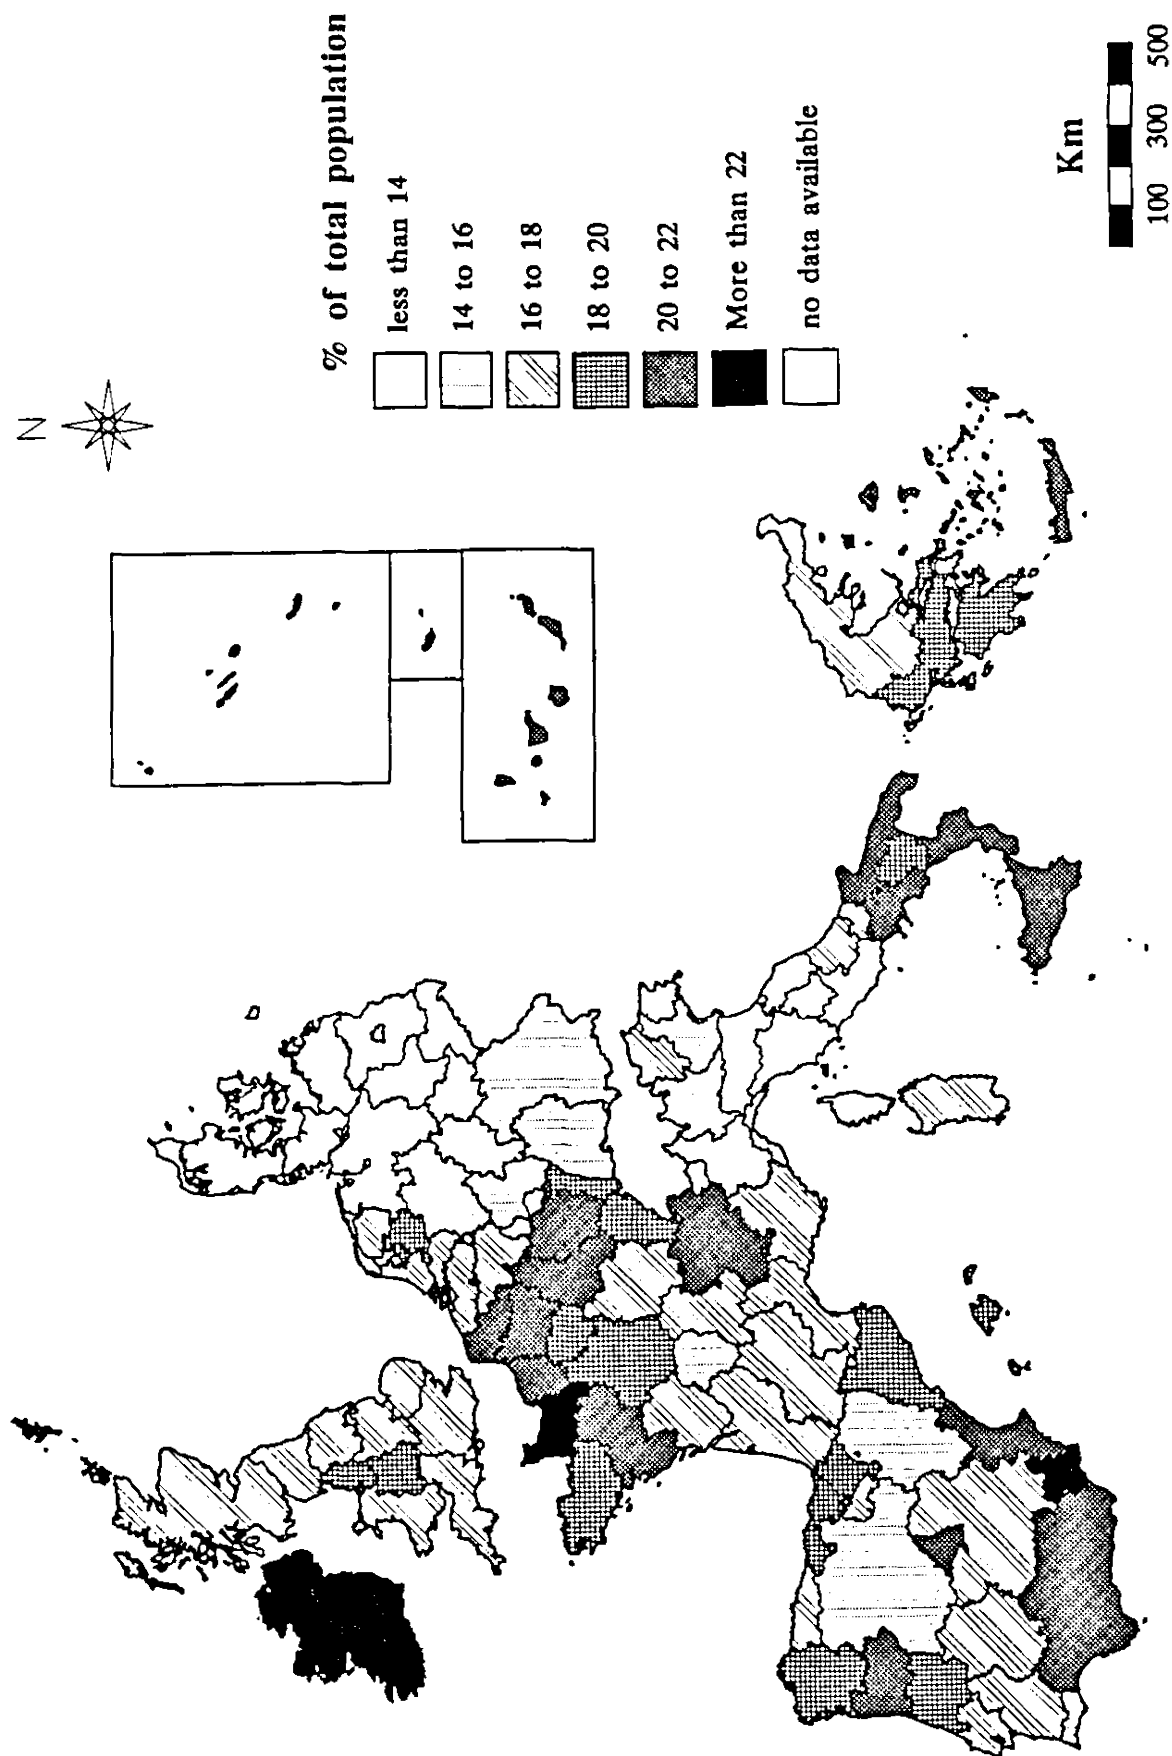 N
% of total population
less than 14
14 to 16
16 to 18
18 to 20
20 to 22
More than 22
no data available
Km
100 300 500